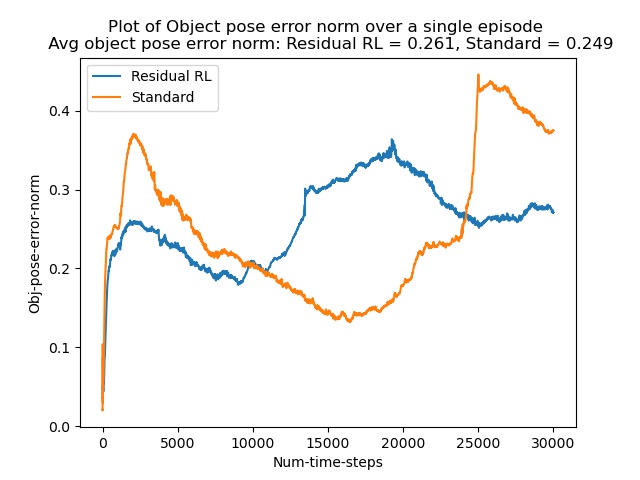 Plot of Object pose error norm over a single episode
Avg object pose error norm: Residual RL = 0.261, Standard = 0.249
Residual RL
Standard
0.4
0.3
0.2
0.1
0.0
Obj-pose-error-norm
0 5000 10000 15000 20000 25000 30000
Num-time-steps